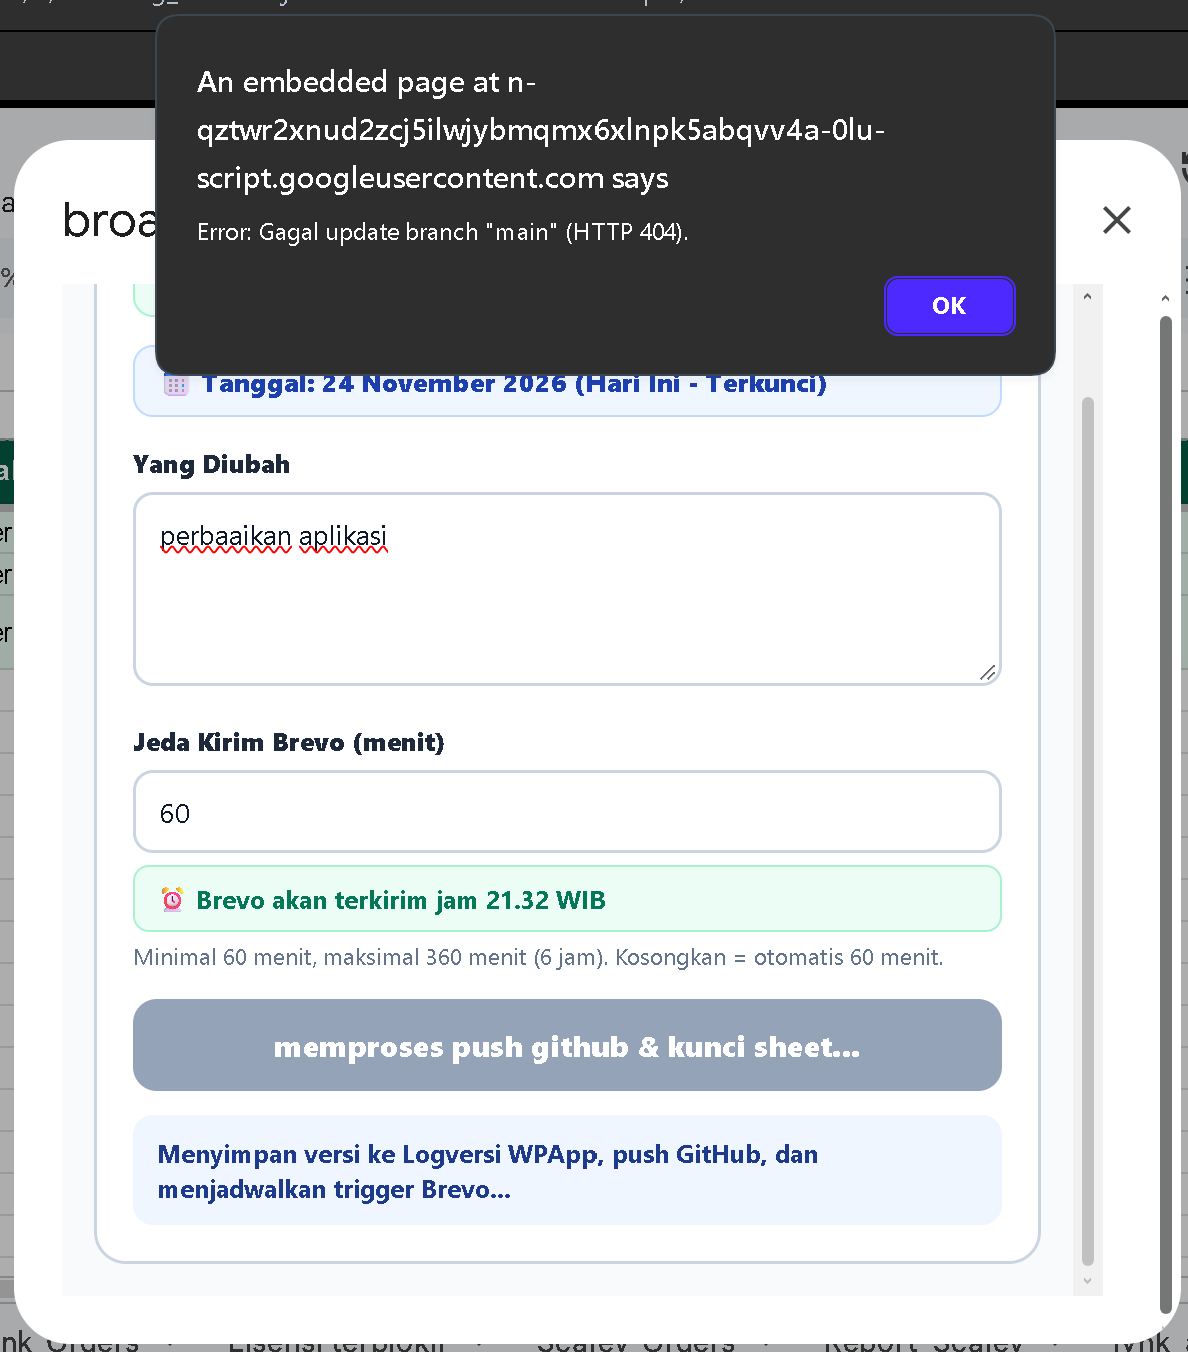 An embedded page at n-
qztwr2xnud2zcj5ilwjybmqmx6xlnpk5abqvv4a-0lu-
script.googleusercontent.com says
Error: Gagal update branch "main" (HTTP 404).
OK
broa
Tanggal: 24 November 2026 (Hari Ini - Terkunci)
Yang Diubah
perbaaikan aplikasi
Jeda Kirim Brevo (menit)
60
Brevo akan terkirim jam 21.32 WIB
Minimal 60 menit, maksimal 360 menit (6 jam). Kosongkan = otomatis 60 menit.
memproses push github & kunci sheet...
Menyimpan versi ke Logversi WPApp, push GitHub, dan
menjadwalkan trigger Brevo...